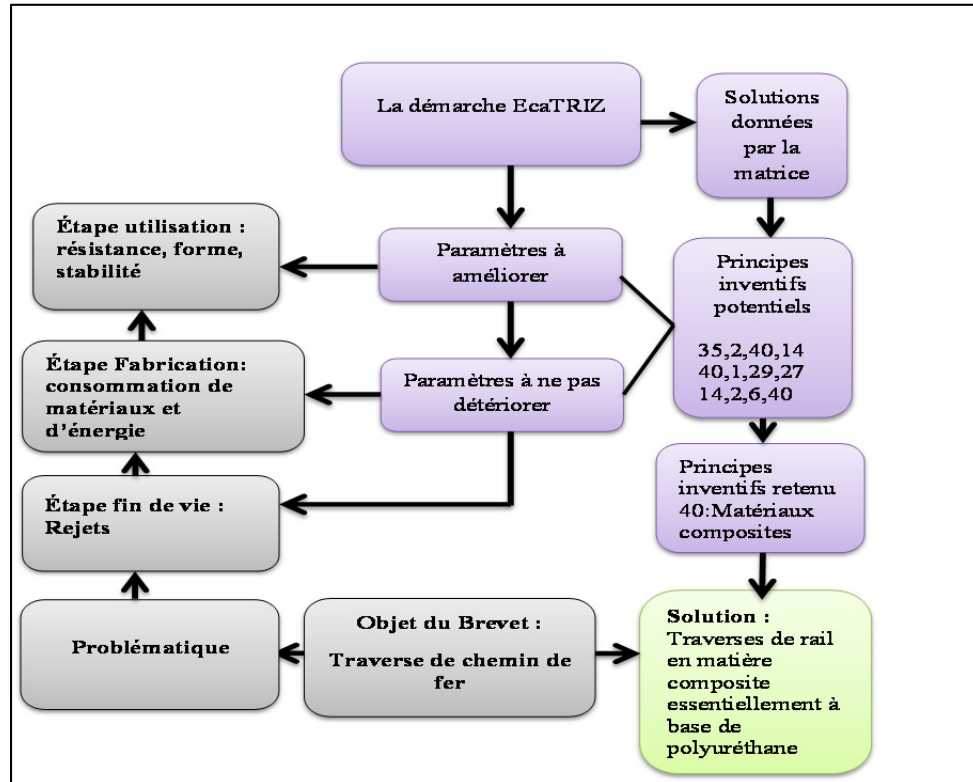 La démarche EcaTRIZ
Solutions
données
par la
matrice
Étape utilisation :
résistance, forme,
stabilité
Paramètres à
améliorer
Principes
inventifs
potentiels
35,2,40,14
40,1,29,27
14,2,6,40
Étape Fabrication:
consommation de
matériaux et
d'énergie
Paramètres à ne pas
détériorer
Étape fin de vie :
Rejets
Principes
inventifs retenu
40:Matériaux
composites
Problématique
Objet du Brevet :
Traverse de chemin de
fer
Solution :
Traverses de rail
en matière
composite
essentiellement à
base de
polyuréthane